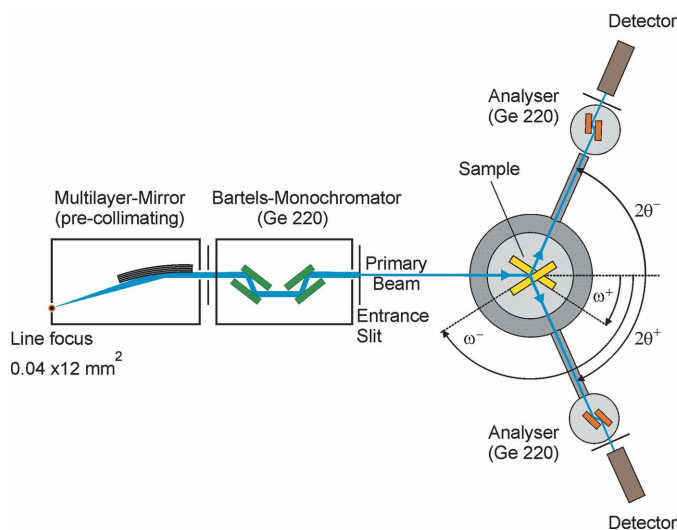 Detector
Analyser
(Ge 220)
Sample
Multilayer-Mirror
(pre-collimating)
Bartels-Monochromator
(Ge 220)
2θ⁻
Primary
Beam
Entrance
Slit
ω⁺
ω⁻
2θ⁺
Line focus
0.04 x12 mm²
Analyser
(Ge 220)
Detector